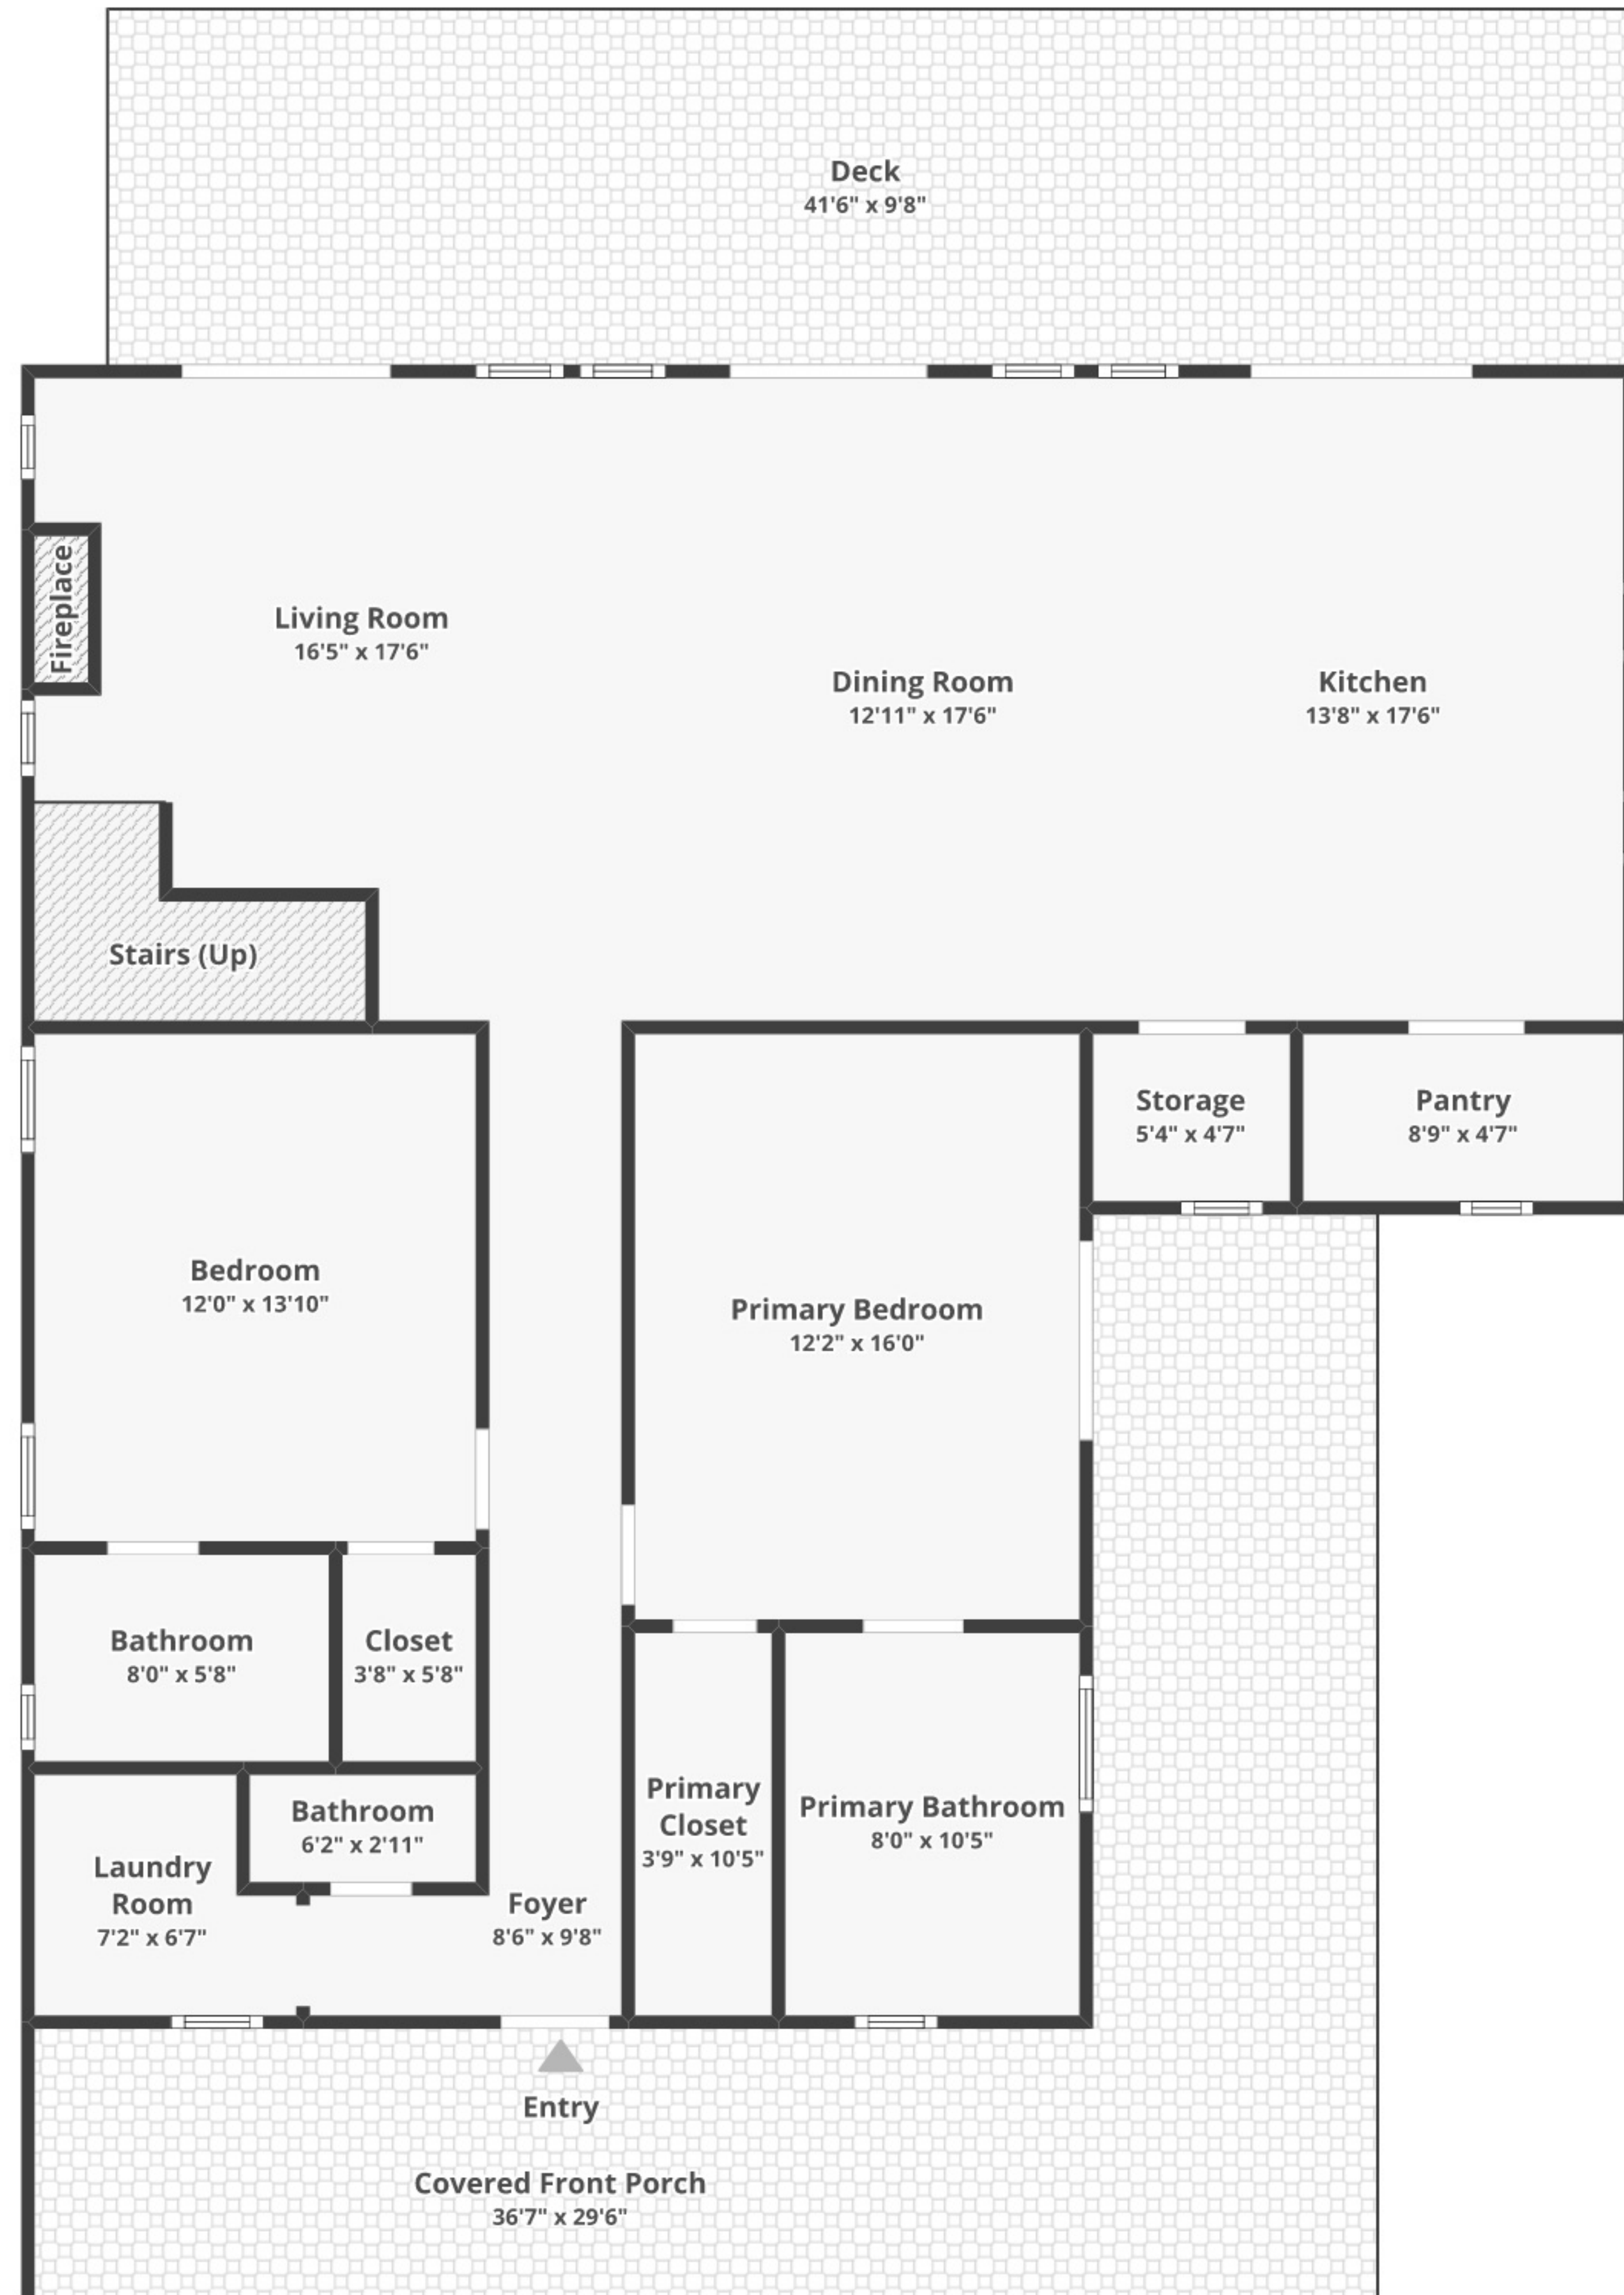 Deck
41'6" x 9'8"
Fireplace
Living Room
16'5" x 17'6"
Dining Room
12'11" x 17'6"
Kitchen
13'8" x 17'6"
Stairs (Up)
Storage
5'4" x 4'7"
Pantry
8'9" x 4'7"
Bedroom
12'0" x 13'10"
Primary Bedroom
12'2" x 16'0"
Bathroom
8'0" x 5'8"
Closet
3'8" x 5'8"
Primary
Closet
3'9" x 10'5"
Primary Bathroom
8'0" x 10'5"
Bathroom
6'2" x 2'11"
Laundry
Room
7'2" x 6'7"
Foyer
8'6" x 9'8"
Entry
Covered Front Porch
36'7" x 29'6"